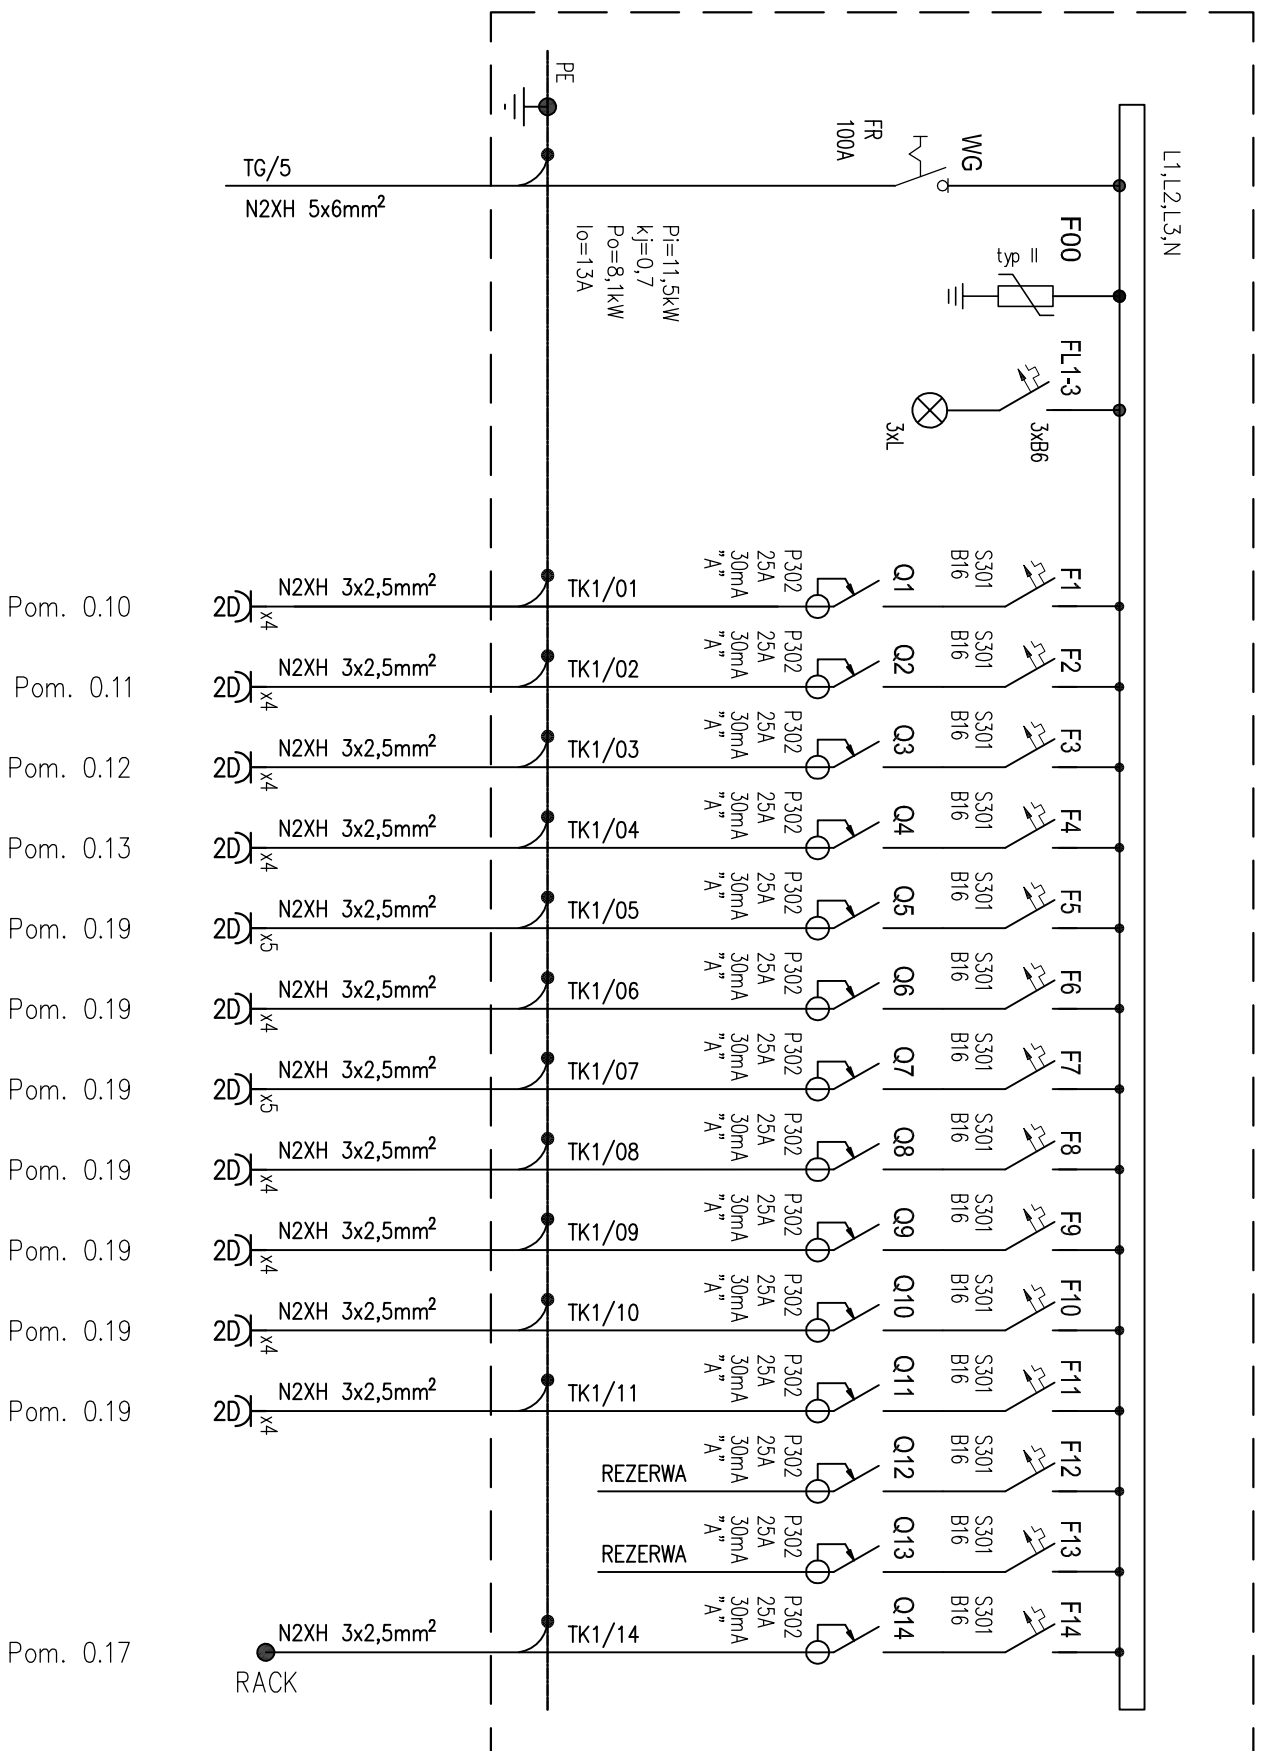 PE
L1,L2,L3,N
TG/5
N2XH 5x6mm²
FR
100A
WG
Pi=11,5kW
kj=0,7
Po=8,1kW
Io=13A
F00
typ II
FL1-3
3xB6
3xL
Pom. 0.10
2D
x4
N2XH 3x2,5mm²
TK1/01
P302
25A
30mA
"A"
Q1
S301
B16
F1
Pom. 0.11
2D
x4
N2XH 3x2,5mm²
TK1/02
P302
25A
30mA
"A"
Q2
S301
B16
F2
Pom. 0.12
2D
x4
N2XH 3x2,5mm²
TK1/03
P302
25A
30mA
"A"
Q3
S301
B16
F3
Pom. 0.13
2D
x4
N2XH 3x2,5mm²
TK1/04
P302
25A
30mA
"A"
Q4
S301
B16
F4
Pom. 0.19
2D
x5
N2XH 3x2,5mm²
TK1/05
P302
25A
30mA
"A"
Q5
S301
B16
F5
Pom. 0.19
2D
x4
N2XH 3x2,5mm²
TK1/06
P302
25A
30mA
"A"
Q6
S301
B16
F6
Pom. 0.19
2D
x5
N2XH 3x2,5mm²
TK1/07
P302
25A
30mA
"A"
Q7
S301
B16
F7
Pom. 0.19
2D
x4
N2XH 3x2,5mm²
TK1/08
P302
25A
30mA
"A"
Q8
S301
B16
F8
Pom. 0.19
2D
x4
N2XH 3x2,5mm²
TK1/09
P302
25A
30mA
"A"
Q9
S301
B16
F9
Pom. 0.19
2D
x4
N2XH 3x2,5mm²
TK1/10
P302
25A
30mA
"A"
Q10
S301
B16
F10
Pom. 0.19
2D
x4
N2XH 3x2,5mm²
TK1/11
P302
25A
30mA
"A"
Q11
S301
B16
F11
REZERWA
P302
25A
30mA
"A"
Q12
S301
B16
F12
REZERWA
P302
25A
30mA
"A"
Q13
S301
B16
F13
Pom. 0.17
RACK
N2XH 3x2,5mm²
TK1/14
P302
25A
30mA
"A"
Q14
S301
B16
F14